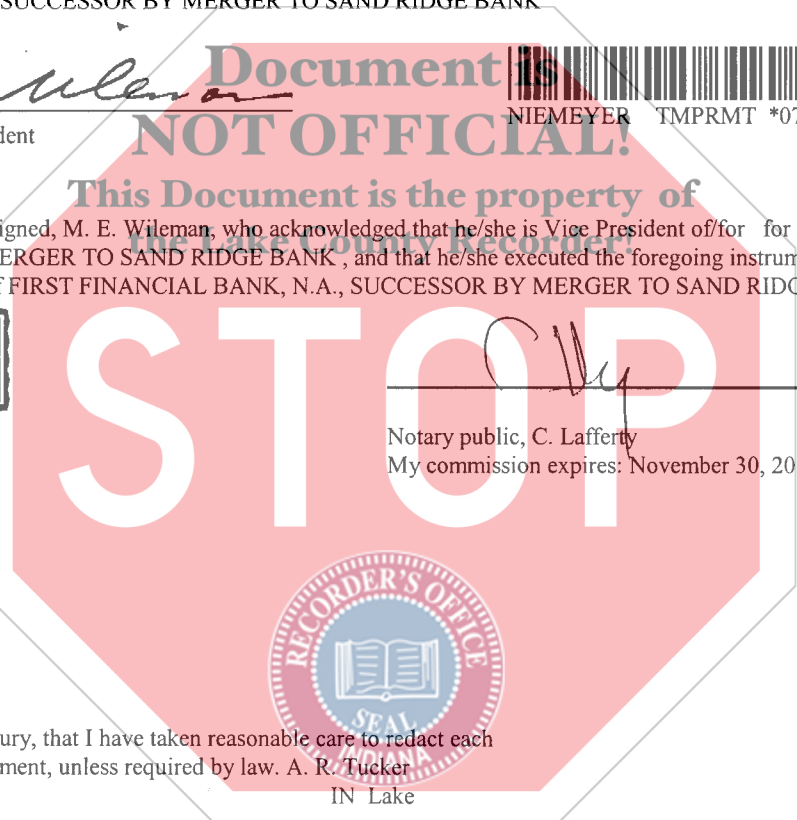 SUCCESSOR BY MERGER TO SAND RIDGE BANK
Document is
NOT OFFICIAL!
This Document is the property of
the Lake County Recorder!
dent
NIEMEYER TMPRMT *07
igned, M. E. Wileman, who acknowledged that he/she is Vice President of/for for
ERGER TO SAND RIDGE BANK , and that he/she executed the foregoing instrum
f FIRST FINANCIAL BANK, N.A., SUCCESSOR BY MERGER TO SAND RIDG
STOP
Notary public, C. Lafferty
My commission expires: November 30, 20
RECORDER'S OFFICE
SEAL
INDIANA
ury, that I have taken reasonable care to redact each
ment, unless required by law. A. R. Tucker
IN Lake